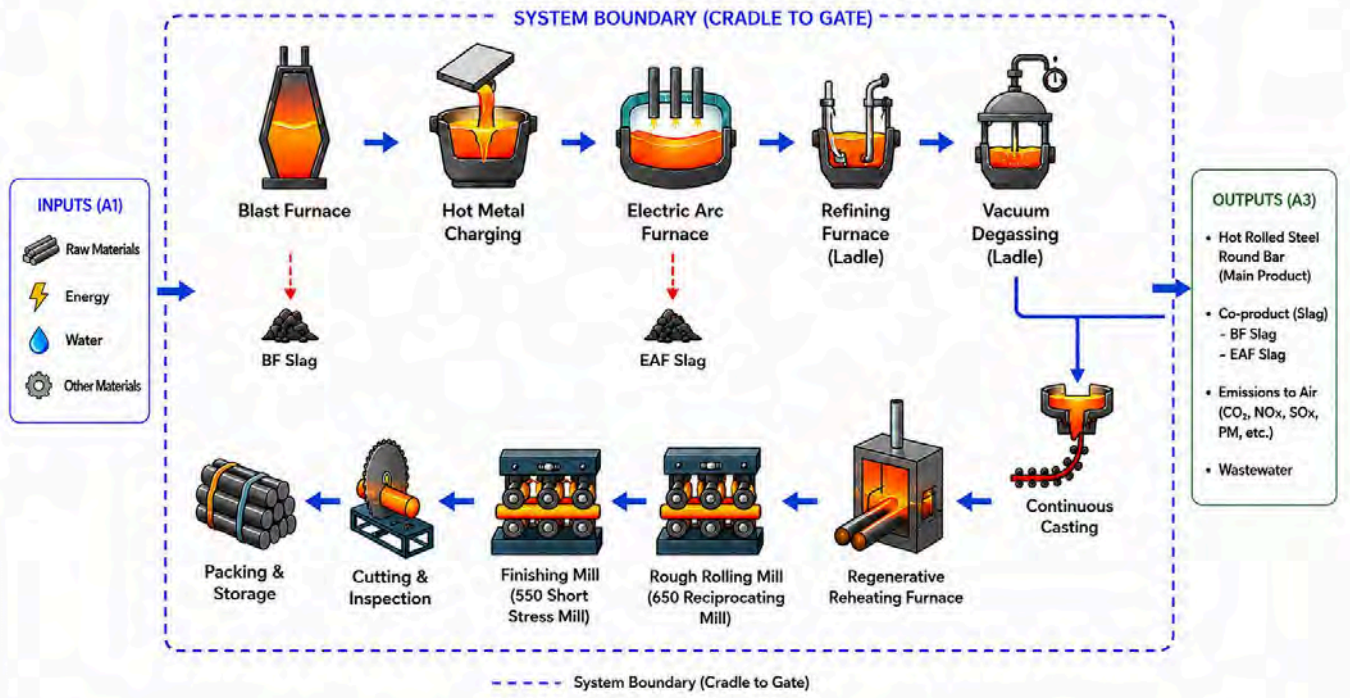 SYSTEM BOUNDARY (CRADLE TO GATE)
INPUTS (A1)
Raw Materials
Energy
Water
Other Materials
Blast Furnace
Hot Metal
Charging
Electric Arc
Furnace
Refining
Furnace
(Ladle)
Vacuum
Degassing
(Ladle)
BF Slag
EAF Slag
OUTPUTS (A3)
• Hot Rolled Steel
Round Bar
(Main Product)
• Co-product (Slag)
- BF Slag
- EAF Slag
• Emissions to Air
(CO₂, NOx, SOx,
PM, etc.)
• Wastewater
Packing &
Storage
Cutting &
Inspection
Finishing Mill
(550 Short
Stress Mill)
Rough Rolling Mill
(650 Reciprocating
Mill)
Regenerative
Reheating Furnace
Continuous
Casting
System Boundary (Cradle to Gate)